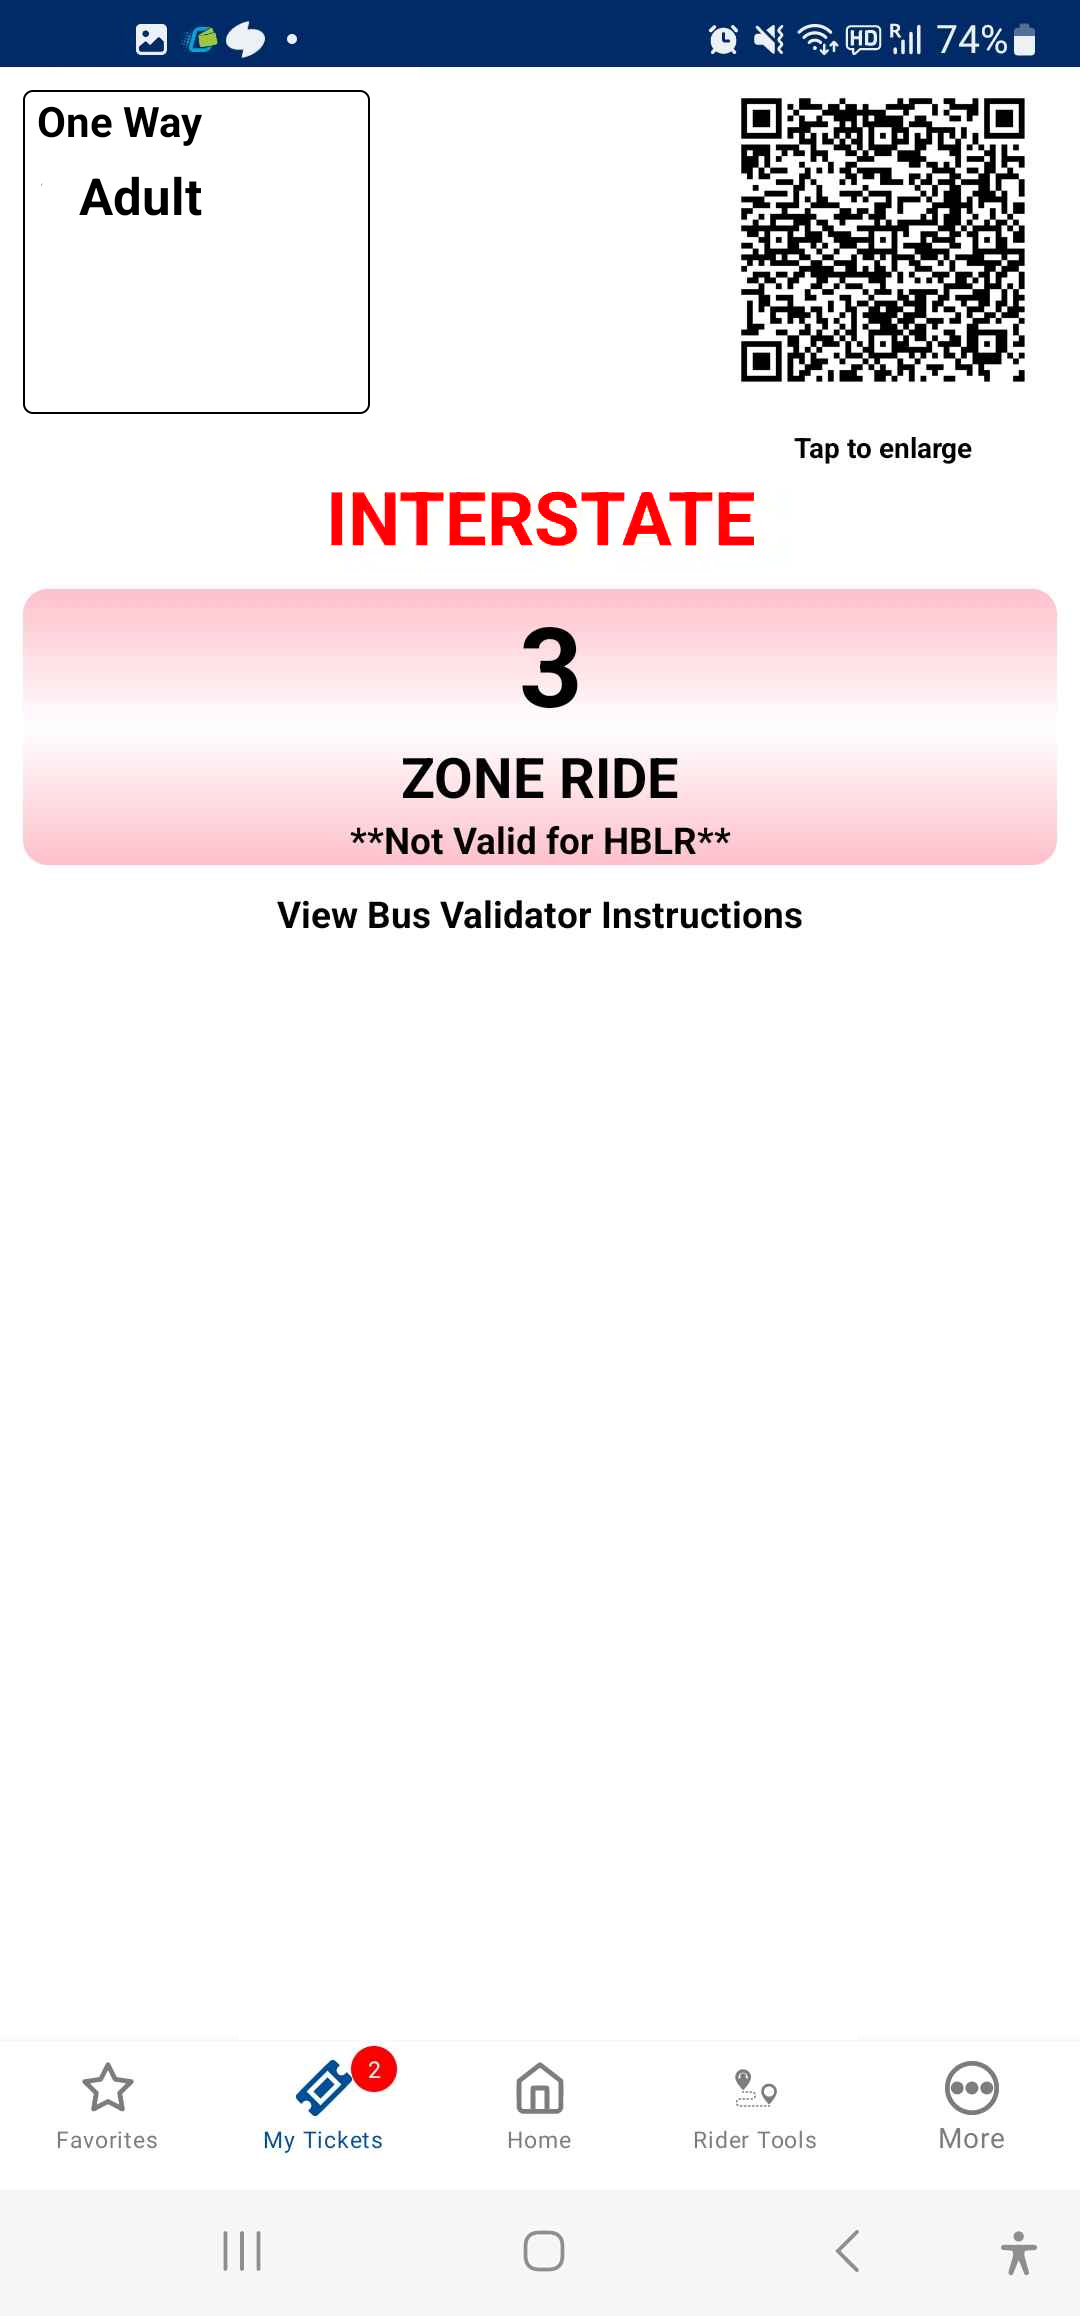 HD R 74%
One Way
Adult
Tap to enlarge
INTERSTATE
3
ZONE RIDE
**Not Valid for HBLR**
View Bus Validator Instructions
2
Favorites My Tickets Home Rider Tools More